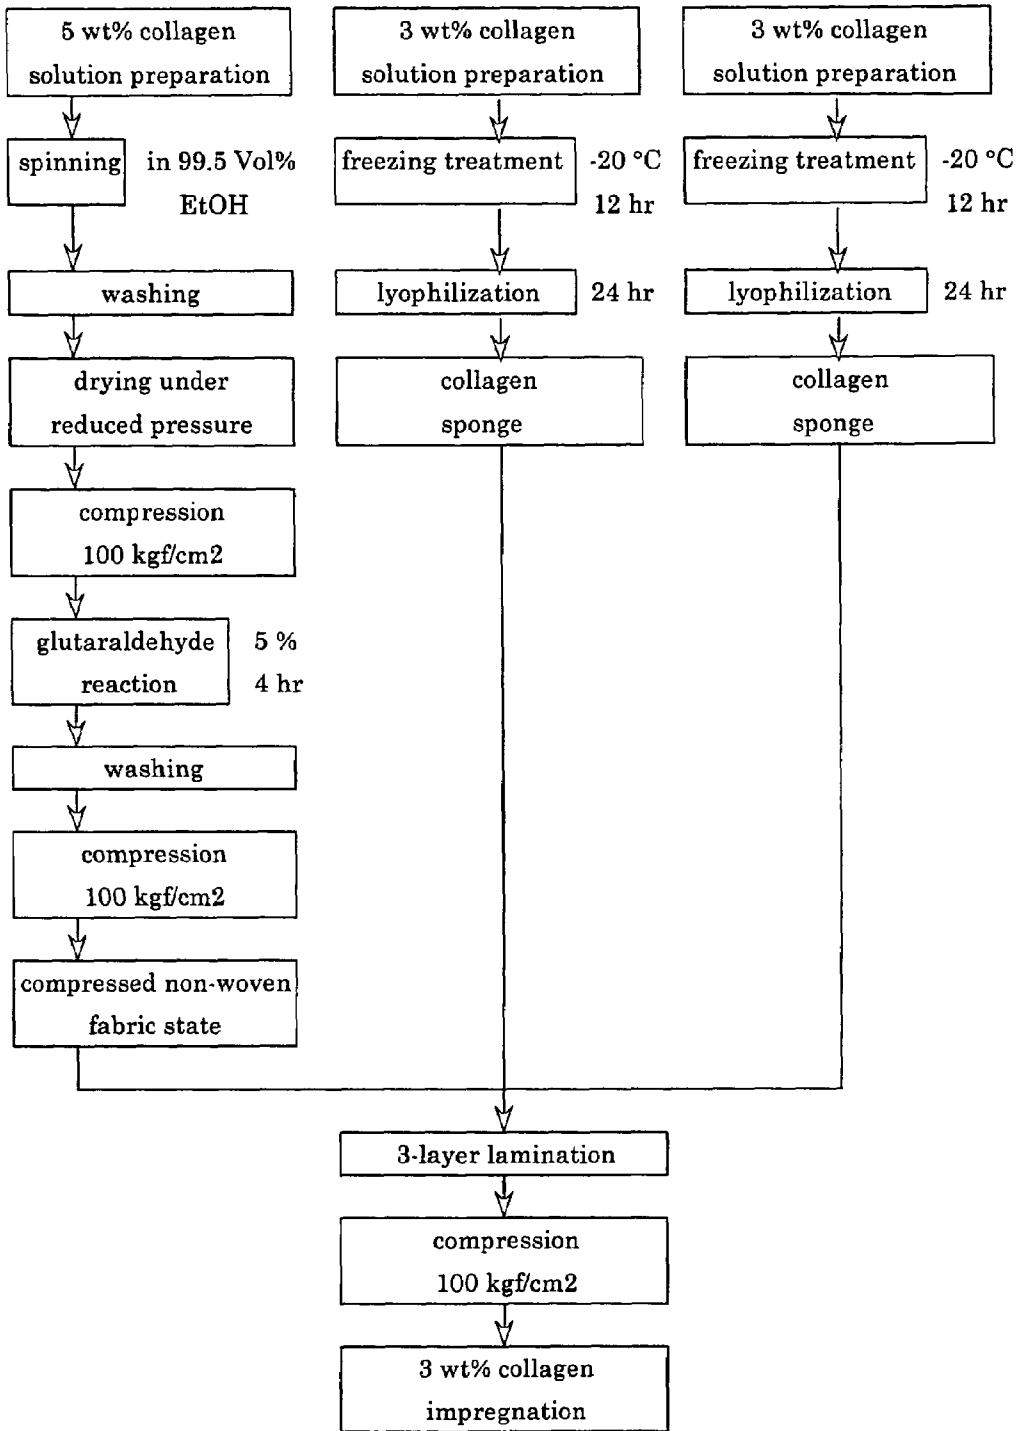 5 wt% collagen
solution preparation
spinning
in 99.5 Vol%
EtOH
washing
drying under
reduced pressure
compression
100 kgf/cm2
glutaraldehyde
reaction
5 %
4 hr
washing
compression
100 kgf/cm2
compressed non-woven
fabric state
3 wt% collagen
solution preparation
freezing treatment
-20 °C
12 hr
lyophilization
24 hr
collagen
sponge
3 wt% collagen
solution preparation
freezing treatment
-20 °C
12 hr
lyophilization
24 hr
collagen
sponge
3-layer lamination
compression
100 kgf/cm2
3 wt% collagen
impregnation